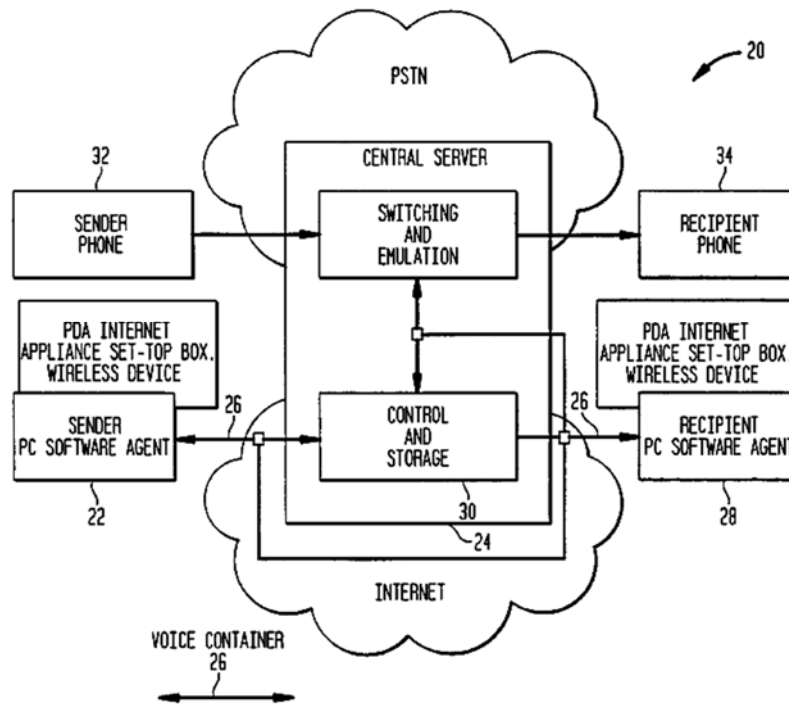 PSTN
20
CENTRAL SERVER
32
SENDER
PHONE
SWITCHING
AND
EMULATION
34
RECIPIENT
PHONE
PDA INTERNET
APPLIANCE SET-TOP BOX.
WIRELESS DEVICE
SENDER
PC SOFTWARE AGENT
22
26
CONTROL
AND
STORAGE
30
24
PDA INTERNET
APPLIANCE SET-TOP BOX.
WIRELESS DEVICE
26
RECIPIENT
PC SOFTWARE AGENT
28
INTERNET
VOICE CONTAINER
26